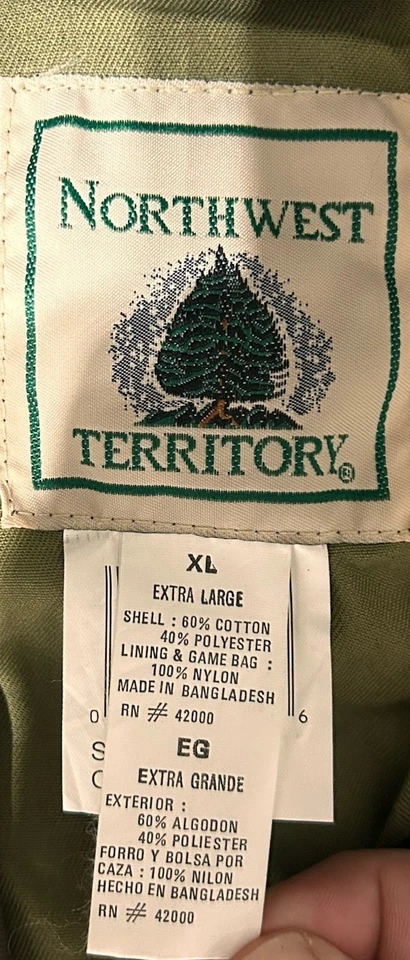 NORTHWEST
TERRITORY®
XL
EXTRA LARGE
SHELL : 60% COTTON
40% POLYESTER
LINING & GAME BAG :
100% NYLON
MADE IN BANGLADESH
RN # 42000
0 6
S
EG
EXTRA GRANDE
EXTERIOR :
60% ALGODON
40% POLIESTER
FORRO Y BOLSA POR
CAZA : 100% NILON
HECHO EN BANGLADESH
RN # 42000